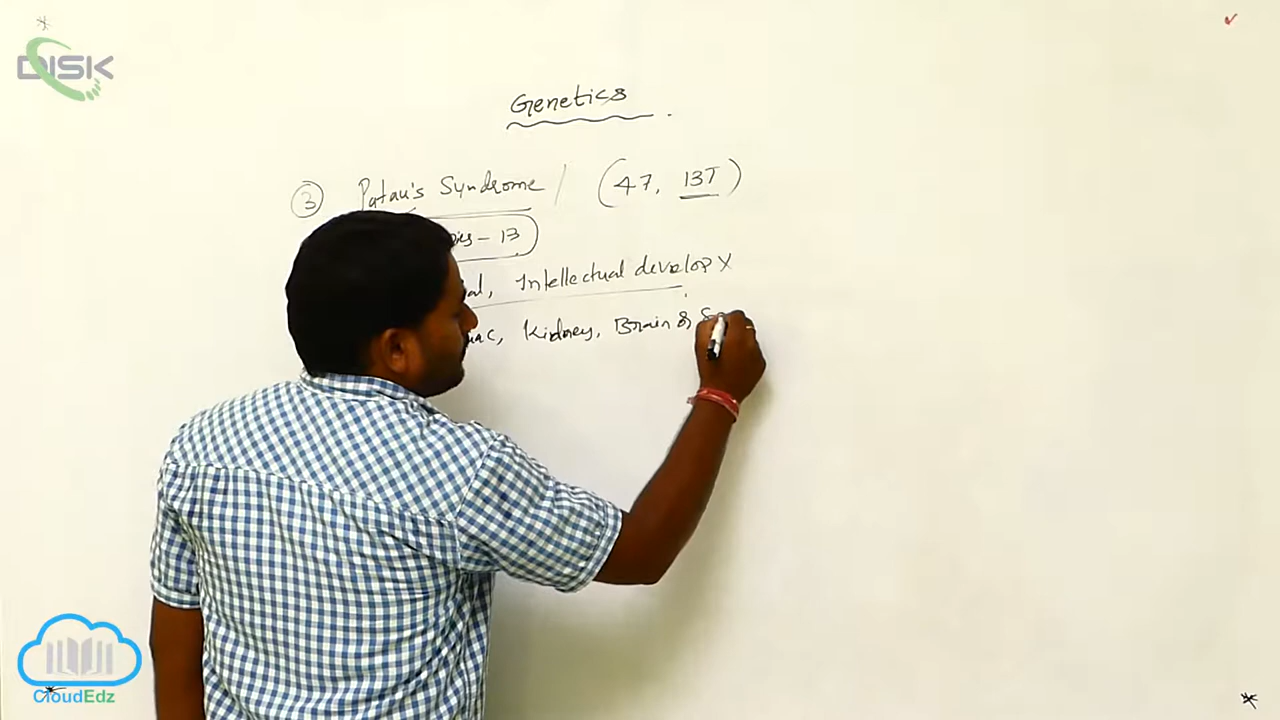 DISK
Genetics
3 Patau's Syndrome / (47, 13T)
- 13
Intellectual develop X
Kidney, Brain &
CloudEdz